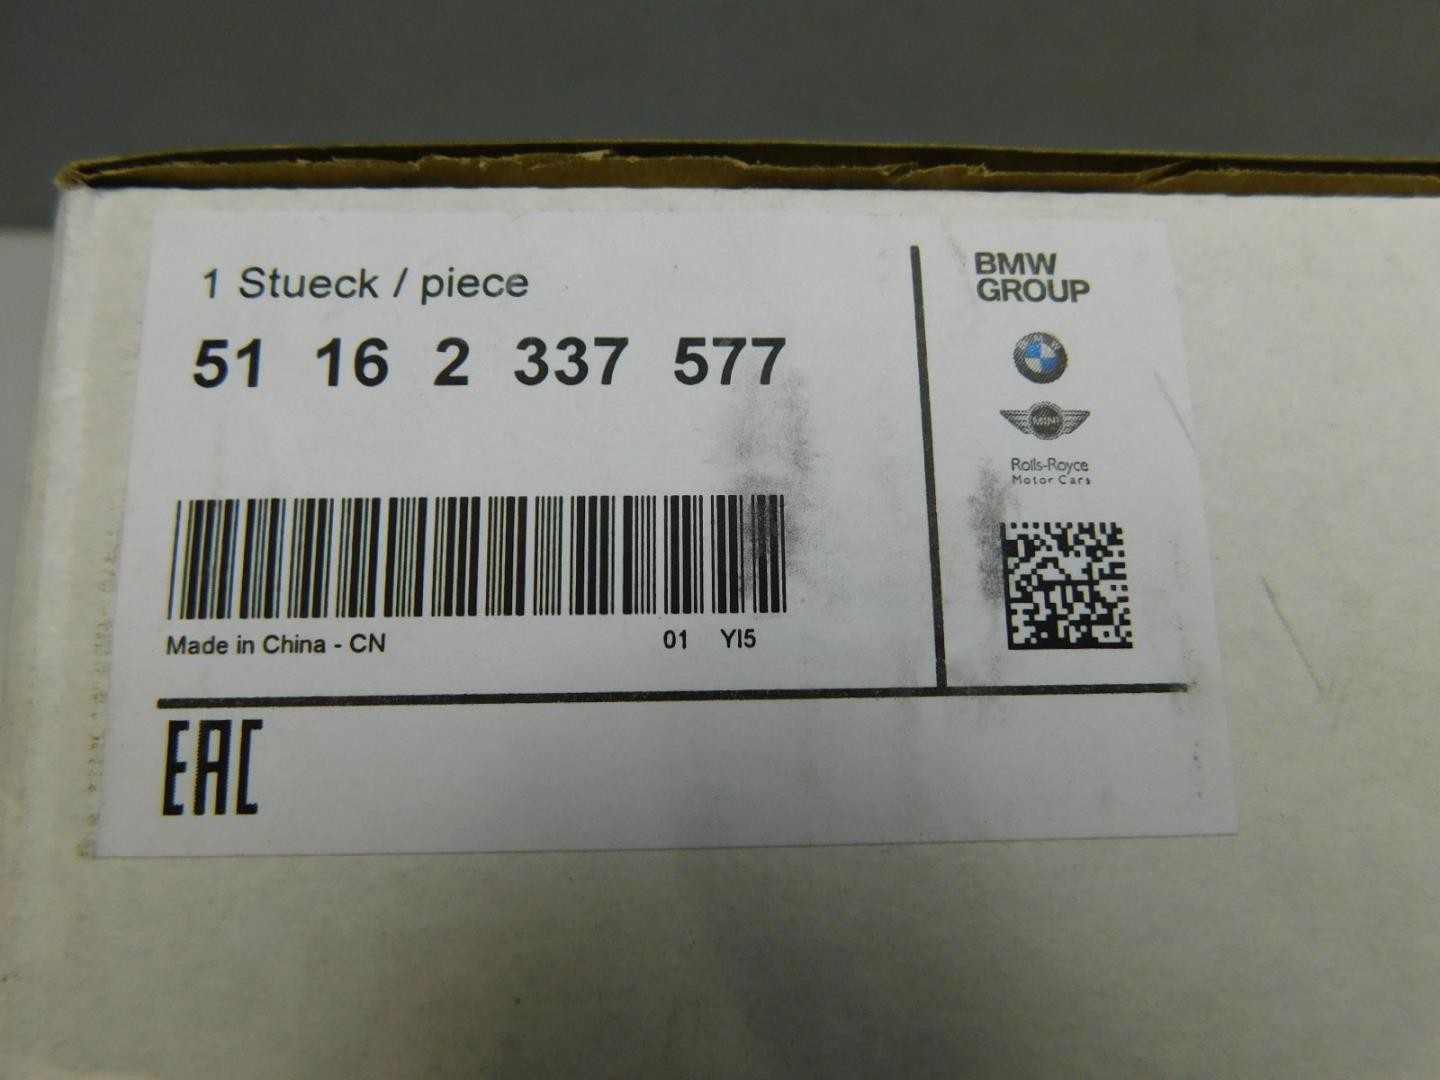 1 Stueck / piece
51 16 2 337 577
Made in China - CN
01 YI5
EAC
BMW
GROUP
BMW
MINI
Rolls-Royce
Motor Cars